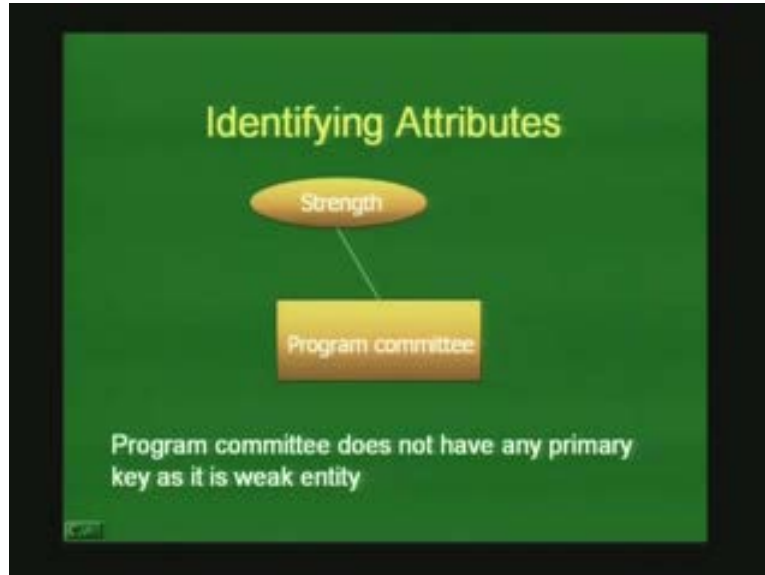 Identifying Attributes
Strength
Program committee
Program committee does not have any primary
key as it is weak entity